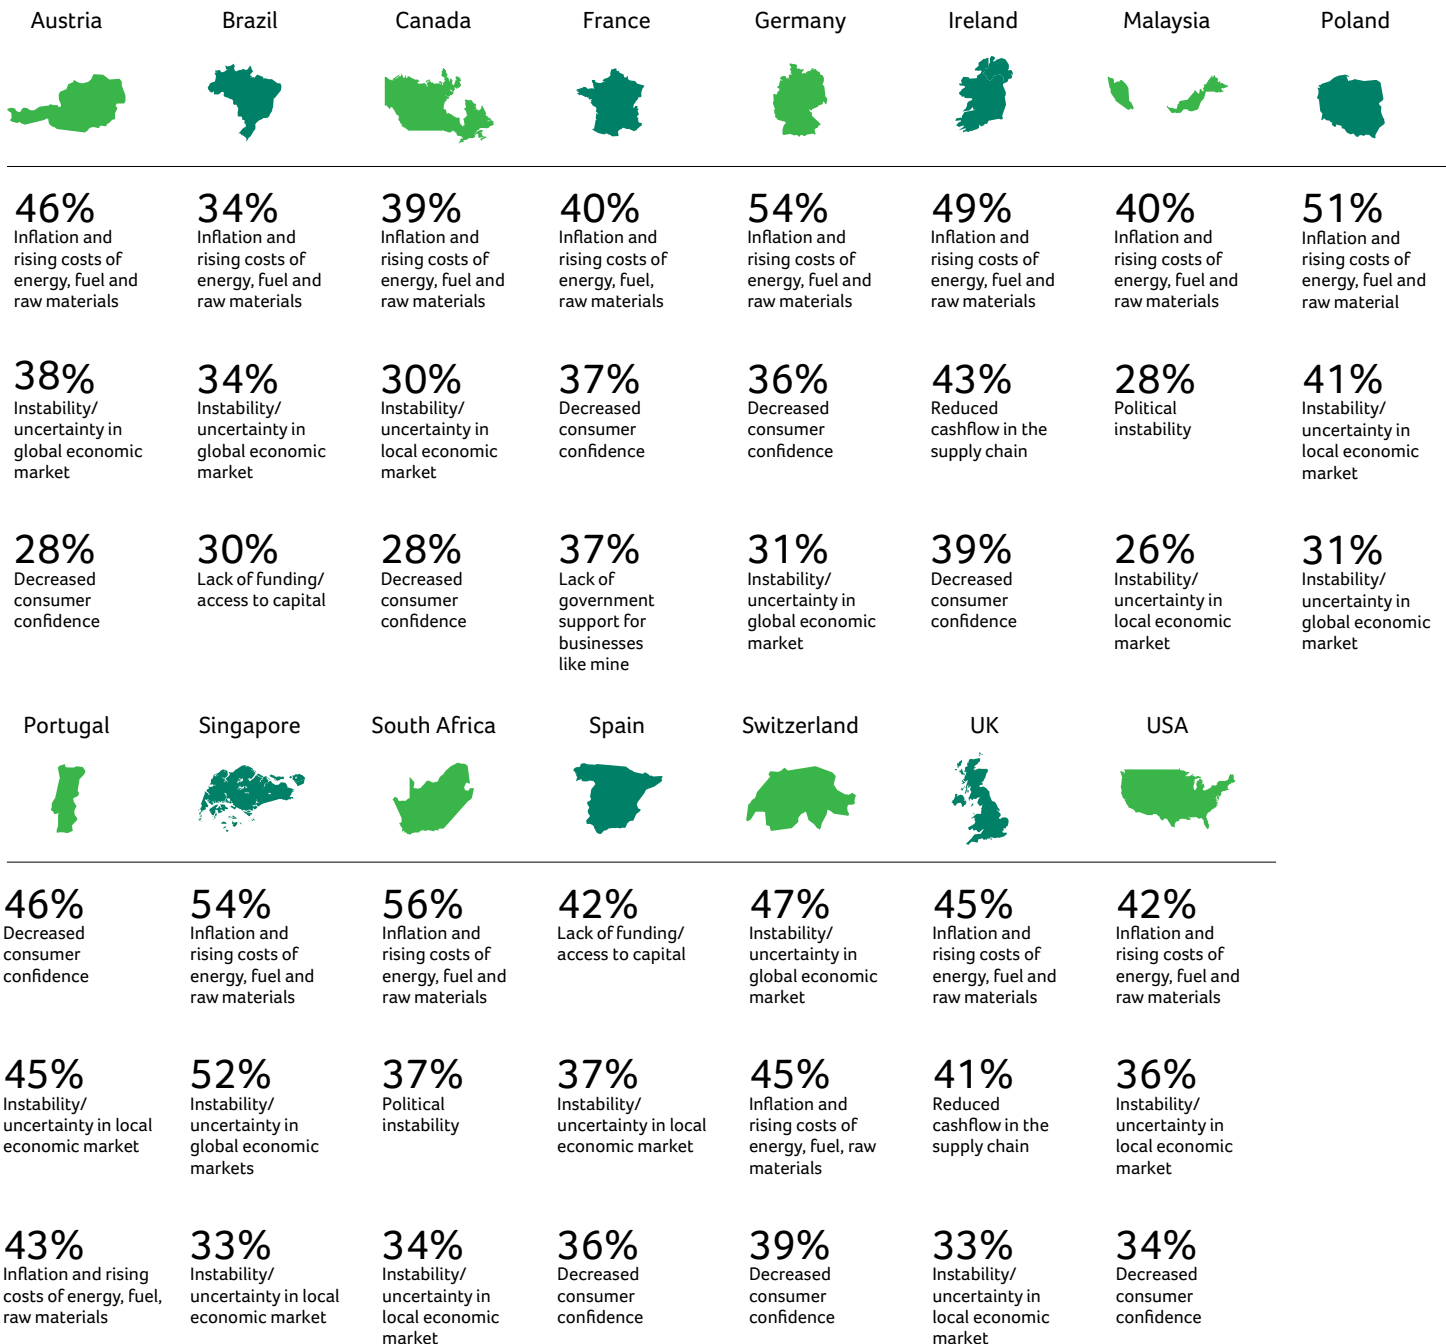 Austria
Brazil
Canada
France
Germany
Ireland
Malaysia
Poland
46%
Inflation and
rising costs of
energy, fuel and
raw materials
34%
Inflation and
rising costs of
energy, fuel and
raw materials
39%
Inflation and
rising costs of
energy, fuel and
raw materials
40%
Inflation and
rising costs of
energy, fuel,
raw materials
54%
Inflation and
rising costs of
energy, fuel and
raw materials
49%
Inflation and
rising costs of
energy, fuel and
raw materials
40%
Inflation and
rising costs of
energy, fuel and
raw materials
51%
Inflation and
rising costs of
energy, fuel and
raw material
38%
Instability/
uncertainty in
global economic
market
34%
Instability/
uncertainty in
global economic
market
30%
Instability/
uncertainty in
local economic
market
37%
Decreased
consumer
confidence
36%
Decreased
consumer
confidence
43%
Reduced
cashflow in the
supply chain
28%
Political
instability
41%
Instability/
uncertainty in
local economic
market
28%
Decreased
consumer
confidence
30%
Lack of funding/
access to capital
28%
Decreased
consumer
confidence
37%
Lack of
government
support for
businesses
like mine
31%
Instability/
uncertainty in
global economic
market
39%
Decreased
consumer
confidence
26%
Instability/
uncertainty in
local economic
market
31%
Instability/
uncertainty in
global economic
market
Portugal
Singapore
South Africa
Spain
Switzerland
UK
USA
46%
Decreased
consumer
confidence
54%
Inflation and
rising costs of
energy, fuel and
raw materials
56%
Inflation and
rising costs of
energy, fuel and
raw materials
42%
Lack of funding/
access to capital
47%
Instability/
uncertainty in
global economic
market
45%
Inflation and
rising costs of
energy, fuel and
raw materials
42%
Inflation and
rising costs of
energy, fuel and
raw materials
45%
Instability/
uncertainty in local
economic market
52%
Instability/
uncertainty in
global economic
markets
37%
Political
instability
37%
Instability/
uncertainty in local
economic market
45%
Inflation and
rising costs of
energy, fuel, raw
materials
41%
Reduced
cashflow in the
supply chain
36%
Instability/
uncertainty in
local economic
market
43%
Inflation and rising
costs of energy, fuel,
raw materials
33%
Instability/
uncertainty in local
economic market
34%
Instability/
uncertainty in
local economic
market
36%
Decreased
consumer
confidence
39%
Decreased
consumer
confidence
33%
Instability/
uncertainty in
local economic
market
34%
Decreased
consumer
confidence